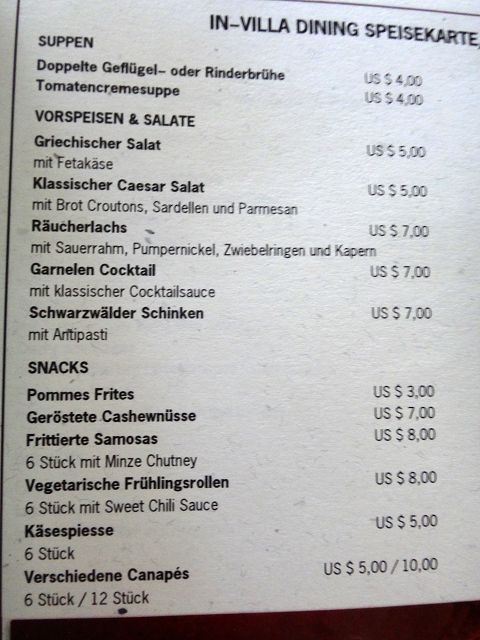 IN-VILLA DINING SPEISEKARTE,
SUPPEN
Doppelte Geflügel- oder Rinderbrühe US $ 4,00
Tomatencremesuppe US $ 4,00
VORSPEISEN & SALATE
Griechischer Salat US $ 5,00
mit Fetakäse
Klassischer Caesar Salat US $ 5,00
mit Brot Croutons, Sardellen und Parmesan
Räucherlachs US $ 7,00
mit Sauerrahm, Pumpernickel, Zwiebelringen und Kapern
Garnelen Cocktail US $ 7,00
mit klassischer Cocktailsauce
Schwarzwälder Schinken US $ 7,00
mit Antipasti
SNACKS
Pommes Frites US $ 3,00
Geröstete Cashewnüsse US $ 7,00
Frittierte Samosas US $ 8,00
6 Stück mit Minze Chutney
Vegetarische Frühlingsrollen US $ 8,00
6 Stück mit Sweet Chili Sauce
Käsespiesse US $ 5,00
6 Stück
Verschiedene Canapés US $ 5,00 / 10,00
6 Stück / 12 Stück